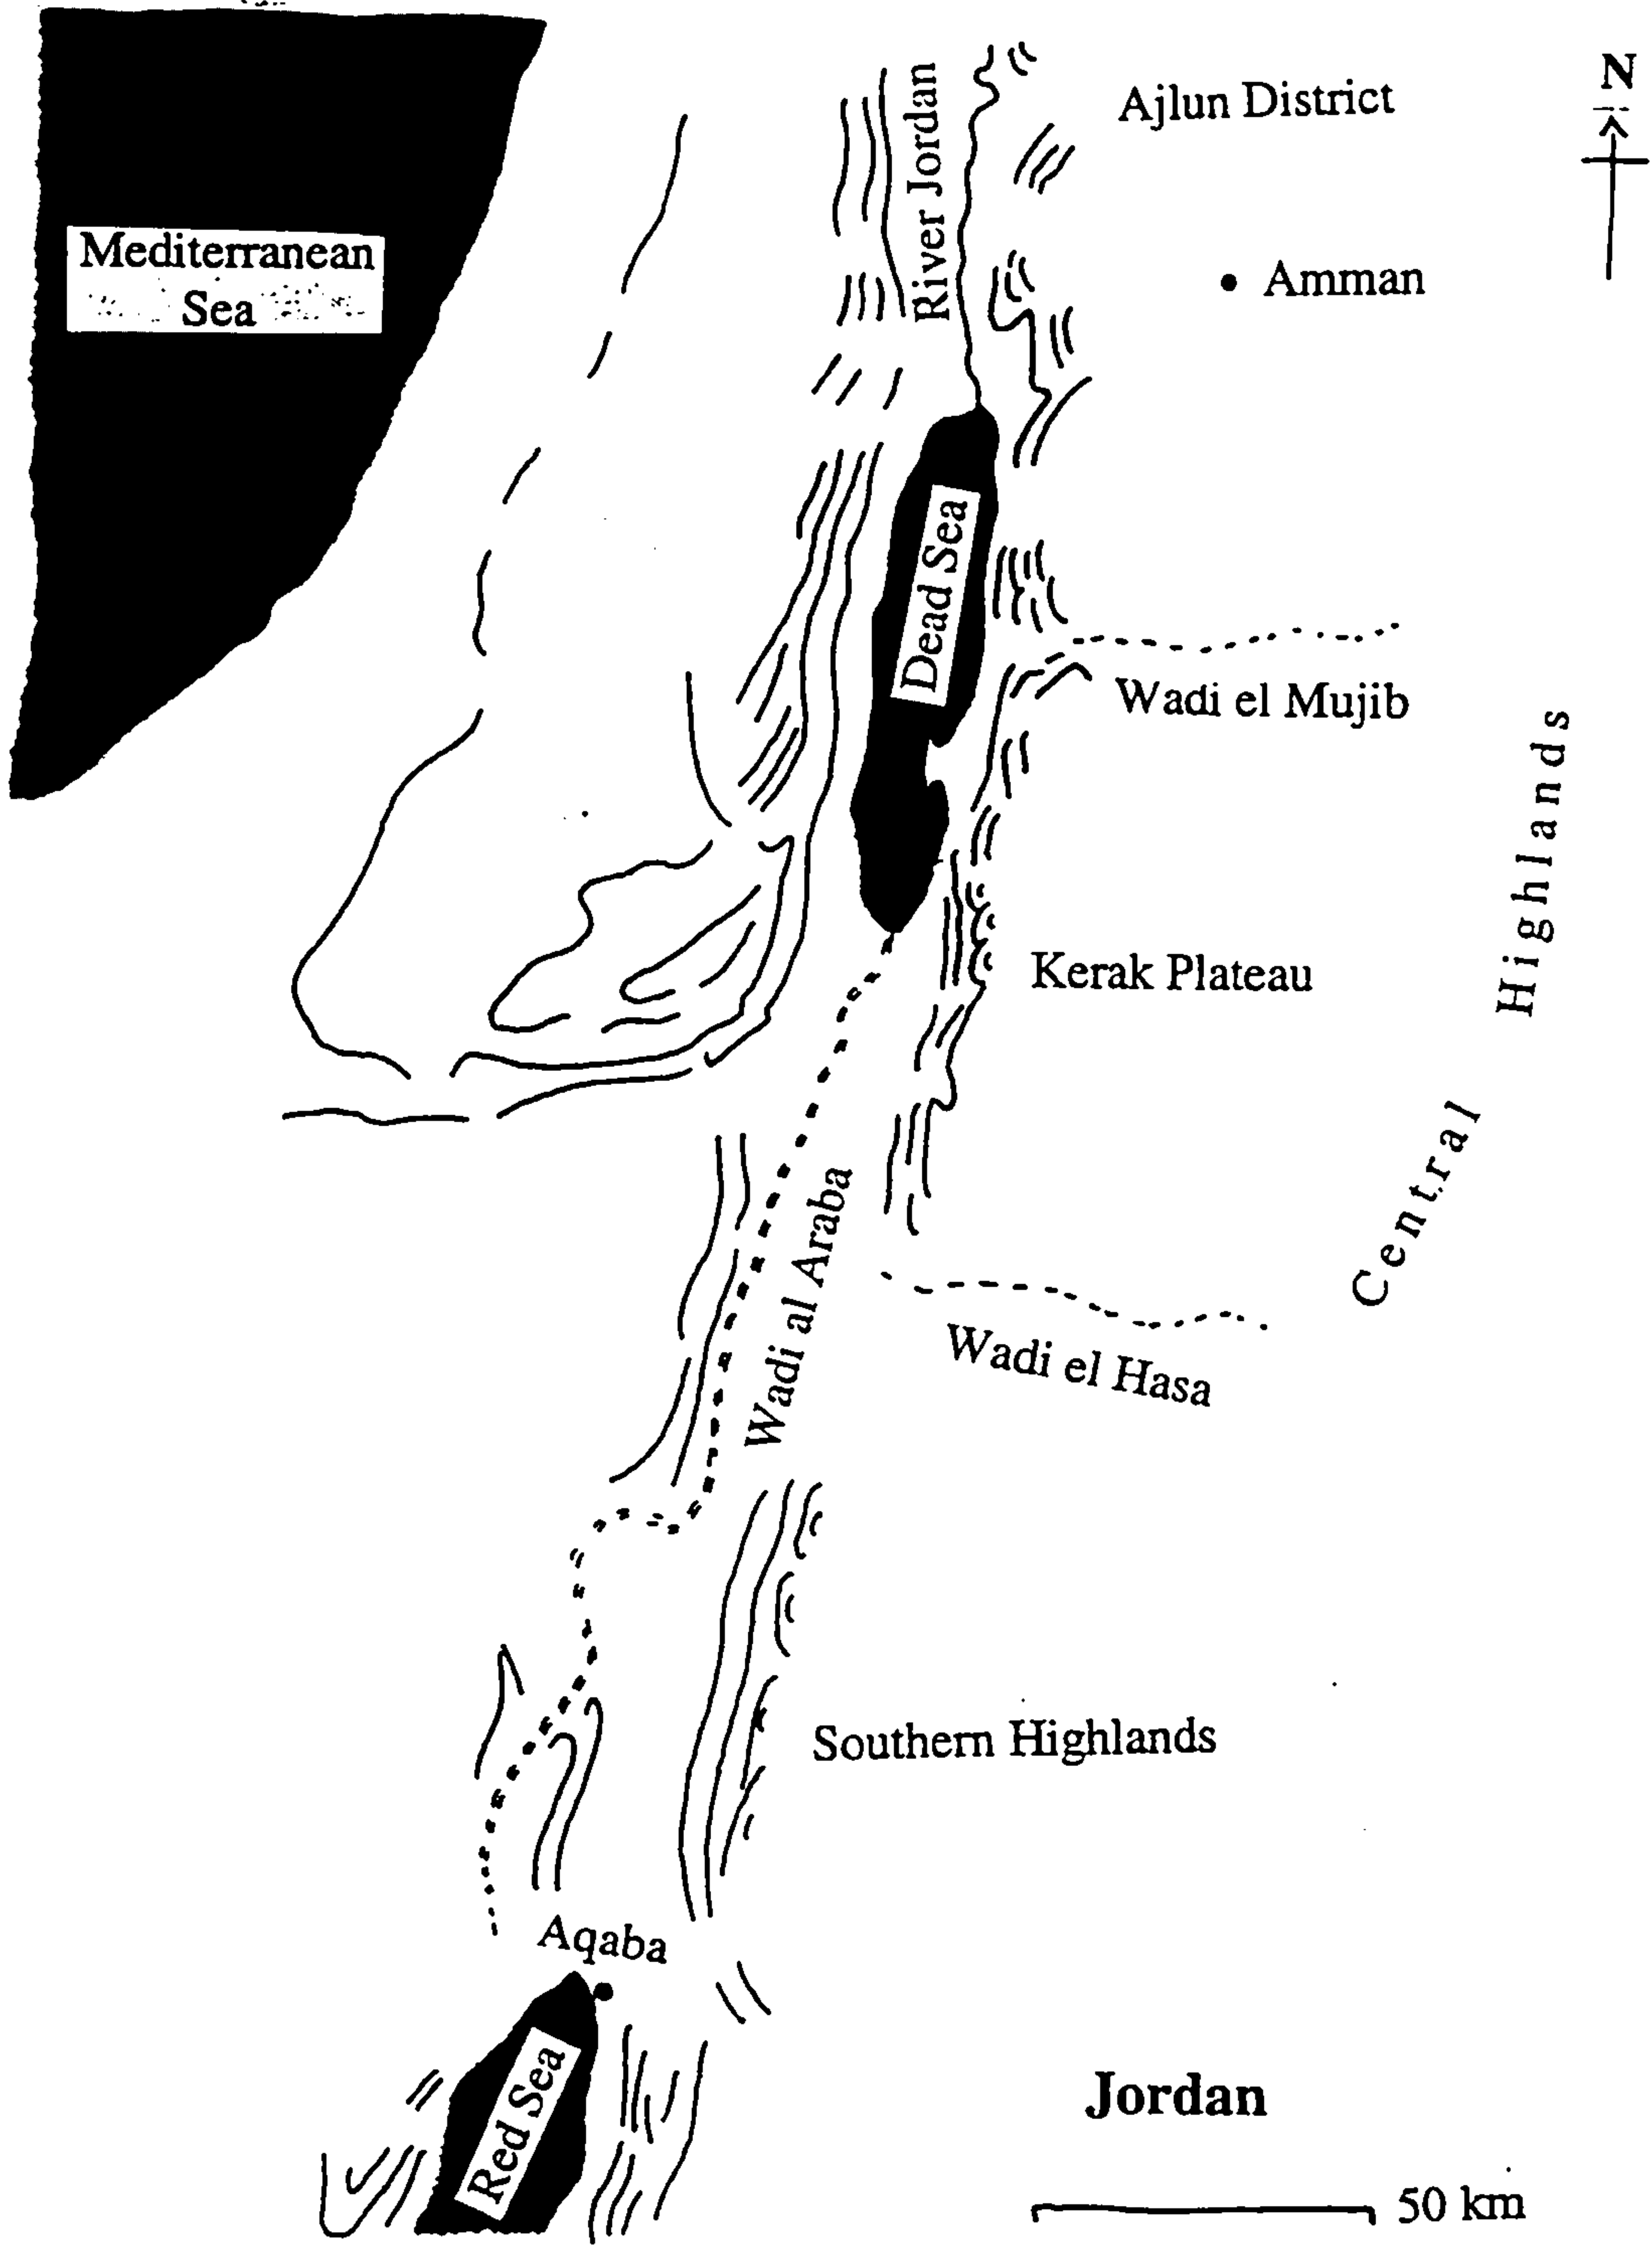 N
Ajlun District
River Jordan
Amman
Mediterranean
Sea
Dead Sea
Wadi el Mujib
Central Highlands
Kerak Plateau
Wadi al Araba
Wadi el Hasa
Southern Highlands
Aqaba
Red Sea
Jordan
50 km